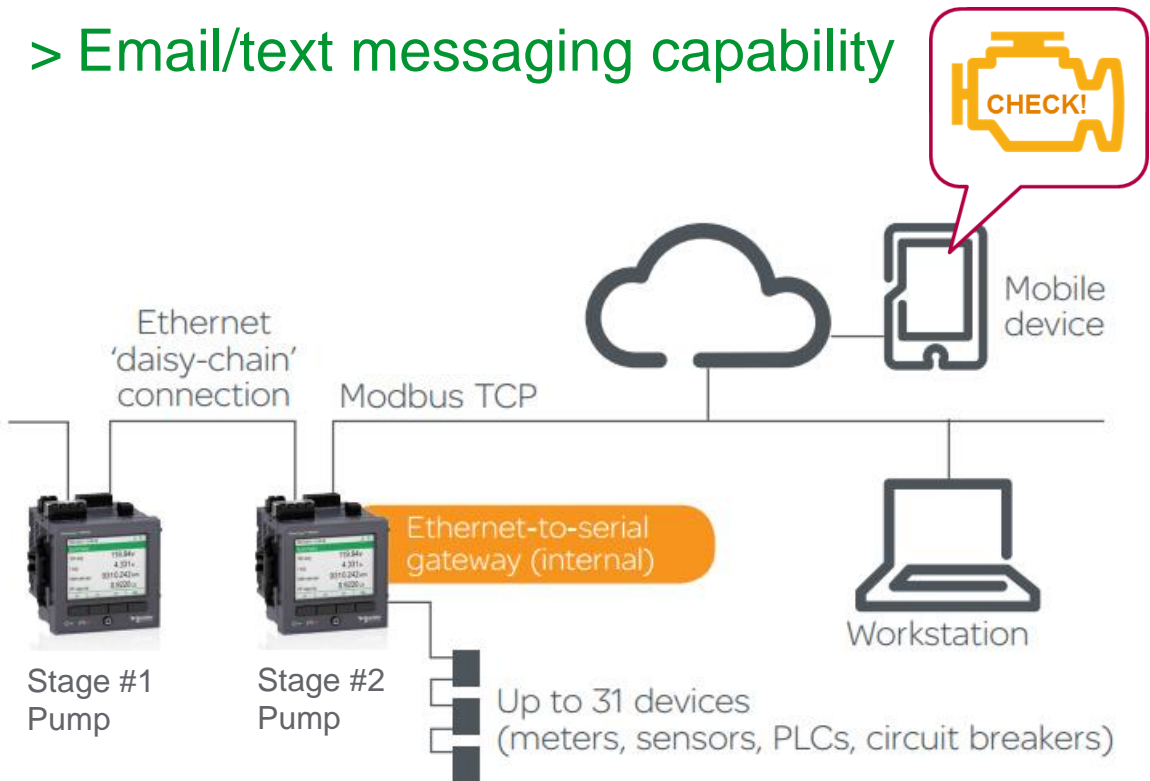 > Email/text messaging capability
CHECK!
Mobile
device
Ethernet
'daisy-chain'
connection
Modbus TCP
Ethernet-to-serial
gateway (internal)
Workstation
Stage #1
Pump
Stage #2
Pump
Up to 31 devices
(meters, sensors, PLCs, circuit breakers)